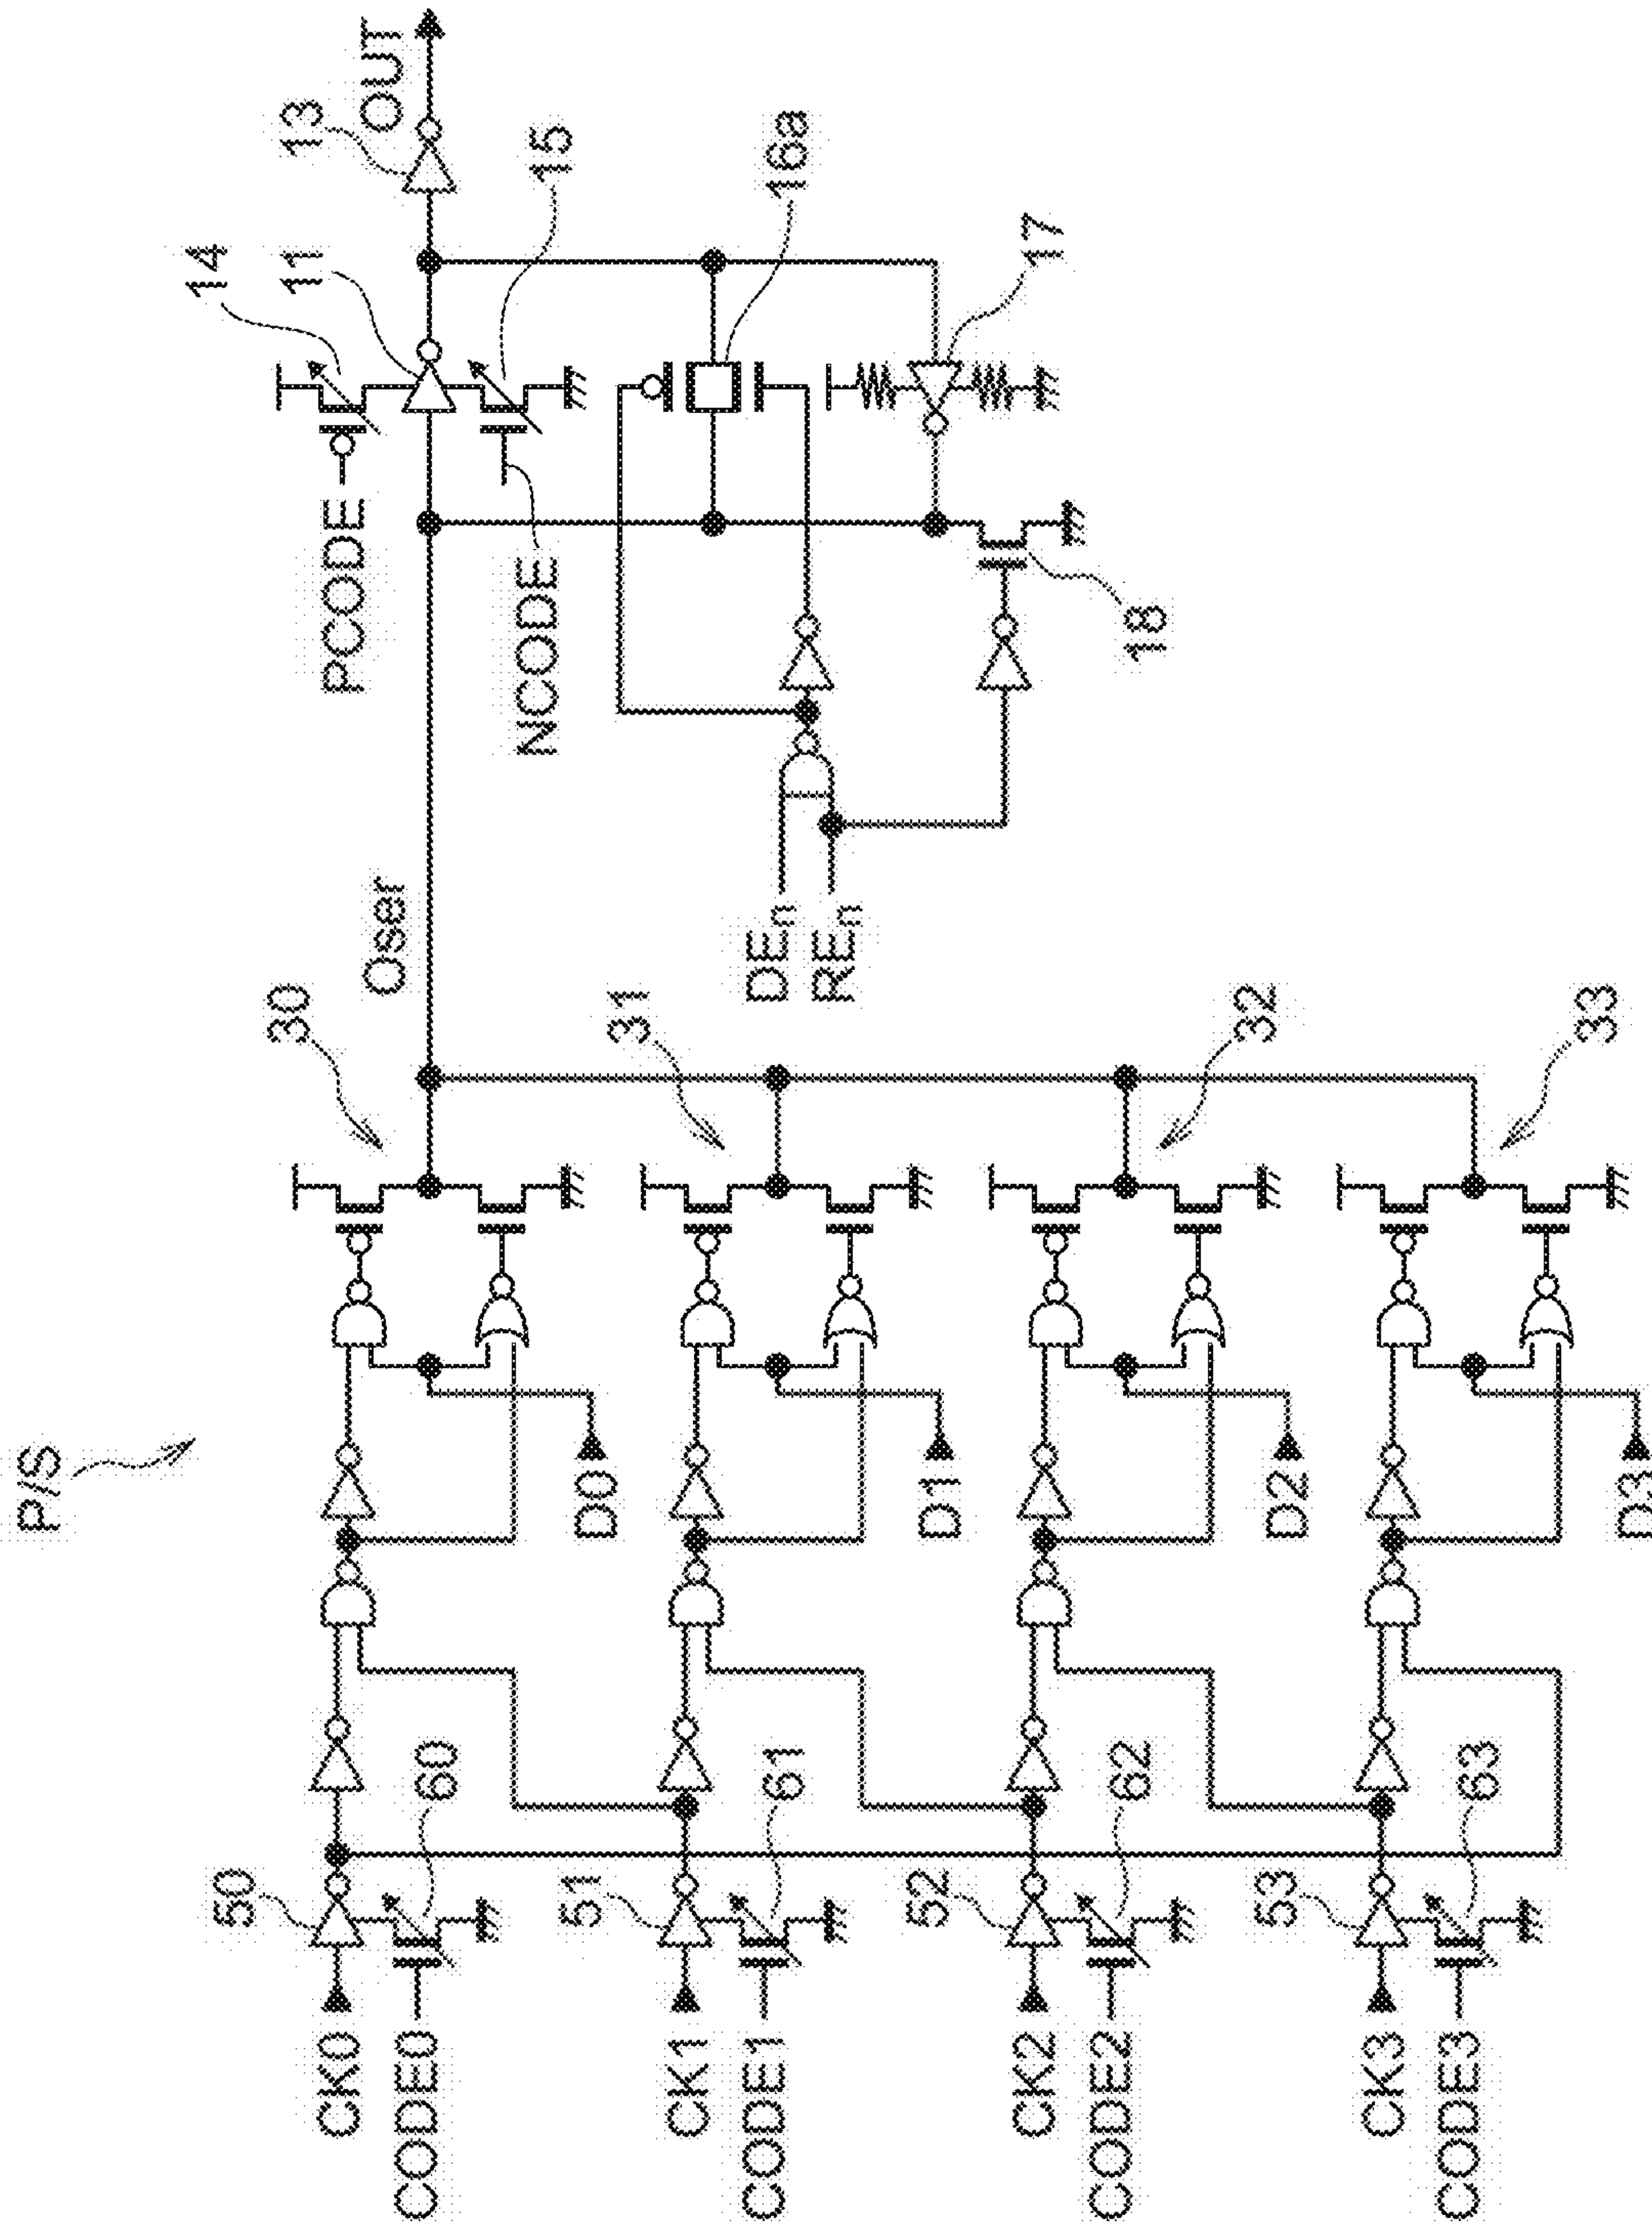 P/S
CK0
CODE0
50
60
D0
30
Oser
PCODE
NCODE
14
11
13
OUT
15
16a
17
18
DEn
REn
CK1
CODE1
51
61
D1
31
CK2
CODE2
52
62
D2
32
CK3
CODE3
53
63
D3
33